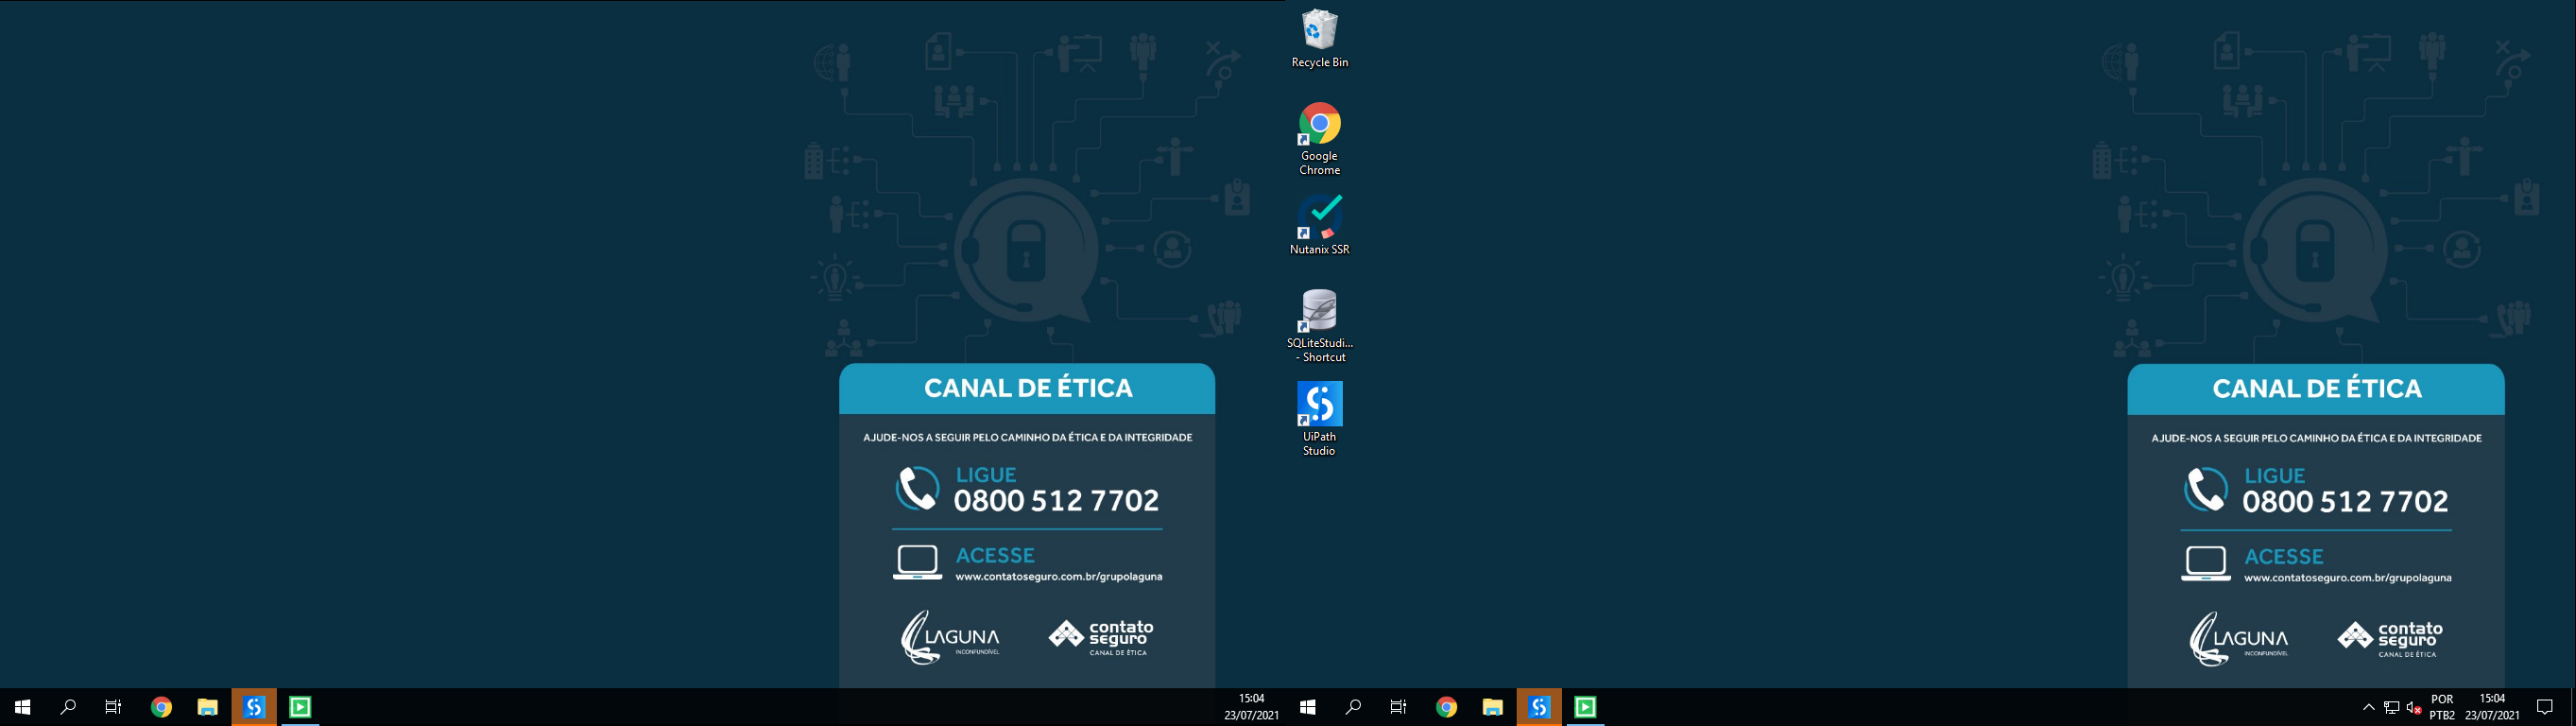 CANAL DE ÉTICA
AJUDE-NOS A SEGUIR PELO CAMINHO DA ÉTICA E DA INTEGRIDADE
LIGUE
0800 512 7702
ACESSE
www.contatoseguro.com.br/grupolaguna
LAGUNA
INCONFUNDÍVEL
contato
seguro
CANAL DE ÉTICA
15:04
23/07/2021
Recycle Bin
Google
Chrome
Nutanix SSR
SQLiteStudi...
- Shortcut
UiPath
Studio
CANAL DE ÉTICA
AJUDE-NOS A SEGUIR PELO CAMINHO DA ÉTICA E DA INTEGRIDADE
LIGUE
0800 512 7702
ACESSE
www.contatoseguro.com.br/grupolaguna
LAGUNA
INCONFUNDÍVEL
contato
seguro
CANAL DE ÉTICA
POR
PTB2
15:04
23/07/2021